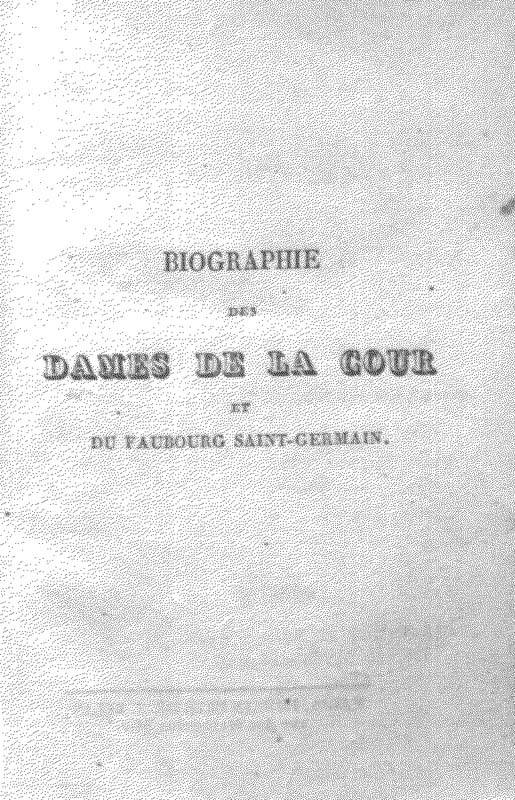 BIOGRAPHIE
DES
DAMES DE LA COUR
ET
DU FAUBOURG SAINT-GERMAIN.